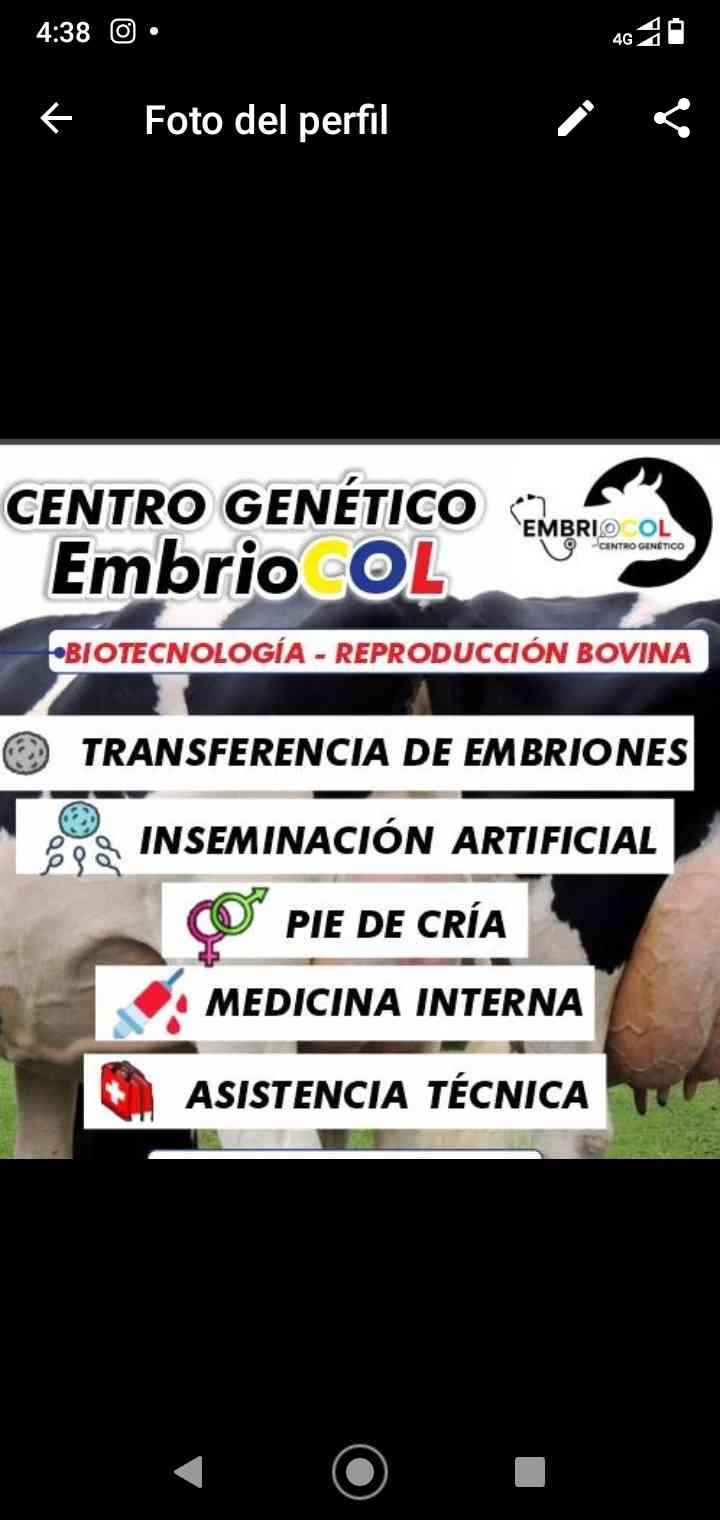 4:38
4G
Foto del perfil
CENTRO GENÉTICO
EmbrioCOL
EMBRIOCOL
CENTRO GENÉTICO
BIOTECNOLOGÍA - REPRODUCCIÓN BOVINA
TRANSFERENCIA DE EMBRIONES
INSEMINACIÓN ARTIFICIAL
PIE DE CRÍA
MEDICINA INTERNA
ASISTENCIA TÉCNICA